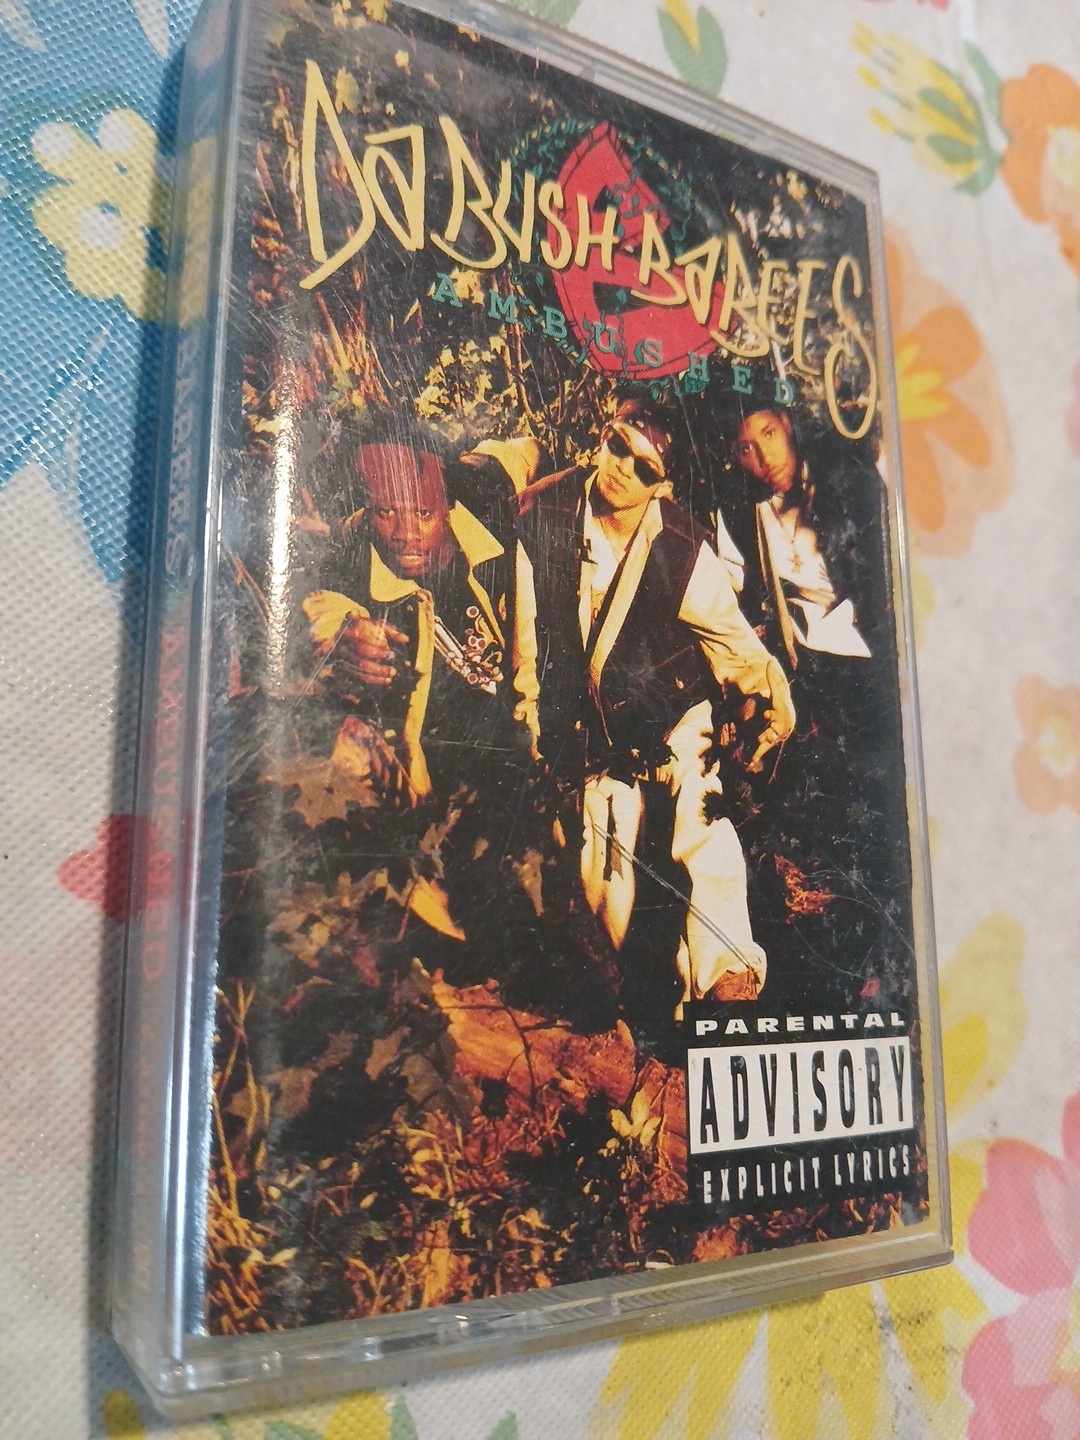 Da BUSH BaBEES
AMBUSHED
PARENTAL
ADVISORY
EXPLICIT LYRICS
BABEES
AMBUSHED